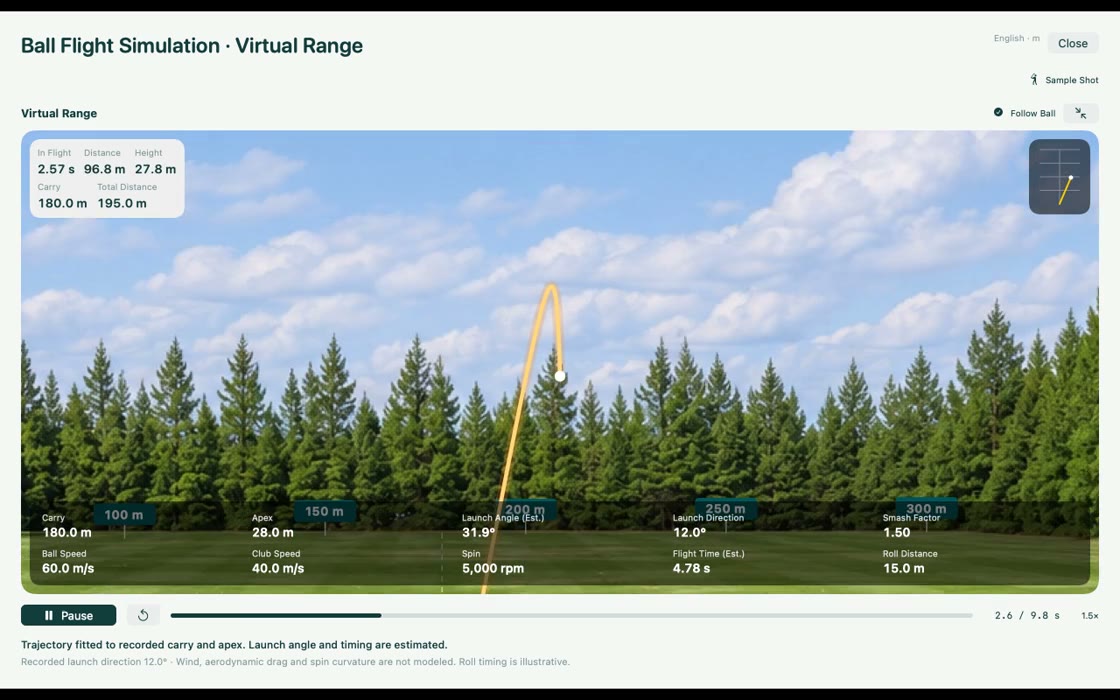 Ball Flight Simulation · Virtual Range
English · m
Close
Sample Shot
Virtual Range
Follow Ball
In Flight Distance Height
2.57 s 96.8 m 27.8 m
Carry Total Distance
180.0 m 195.0 m
100 m 150 m 200 m 250 m 300 m
Carry Apex Launch Angle (Est.) Launch Direction Smash Factor
180.0 m 28.0 m 31.9° 12.0° 1.50
Ball Speed Club Speed Spin Flight Time (Est.) Roll Distance
60.0 m/s 40.0 m/s 5,000 rpm 4.78 s 15.0 m
Pause 2.6 / 9.8 s 1.5×
Trajectory fitted to recorded carry and apex. Launch angle and timing are estimated.
Recorded launch direction 12.0° · Wind, aerodynamic drag and spin curvature are not modeled. Roll timing is illustrative.